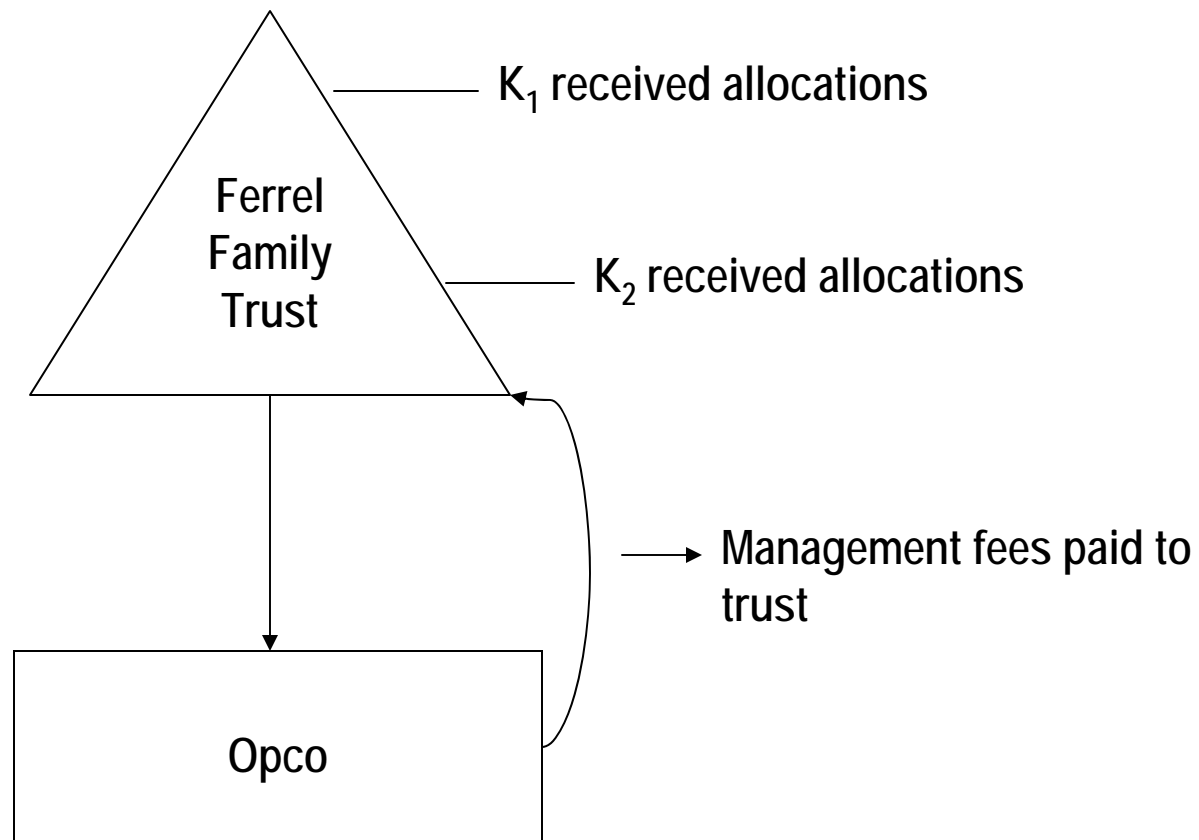 K₁ received allocations
Ferrel
Family
Trust
K₂ received allocations
Management fees paid to
trust
Opco